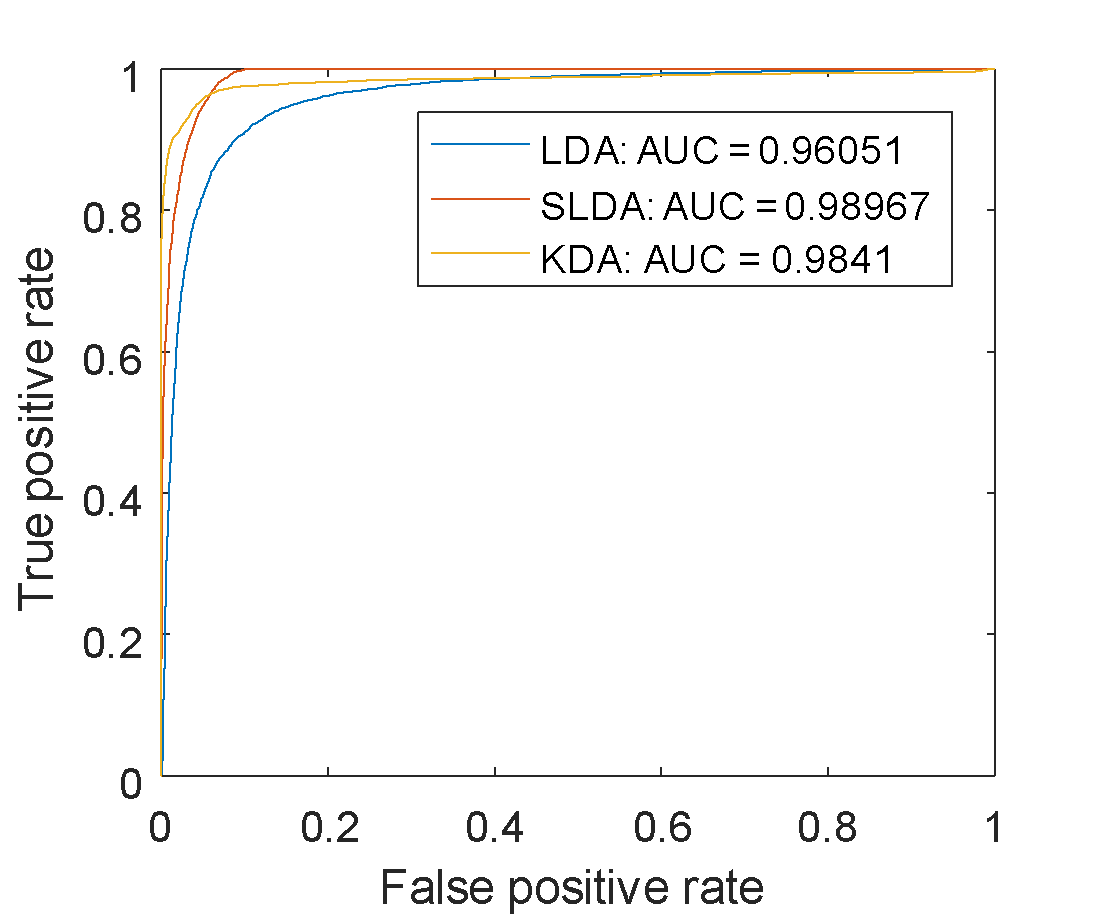 1
0.8
0.6
0.4
0.2
0
0
0.2
0.4
0.6
0.8
1
True positive rate
False positive rate
LDA: AUC = 0.96051
SLDA: AUC = 0.98967
KDA: AUC = 0.9841